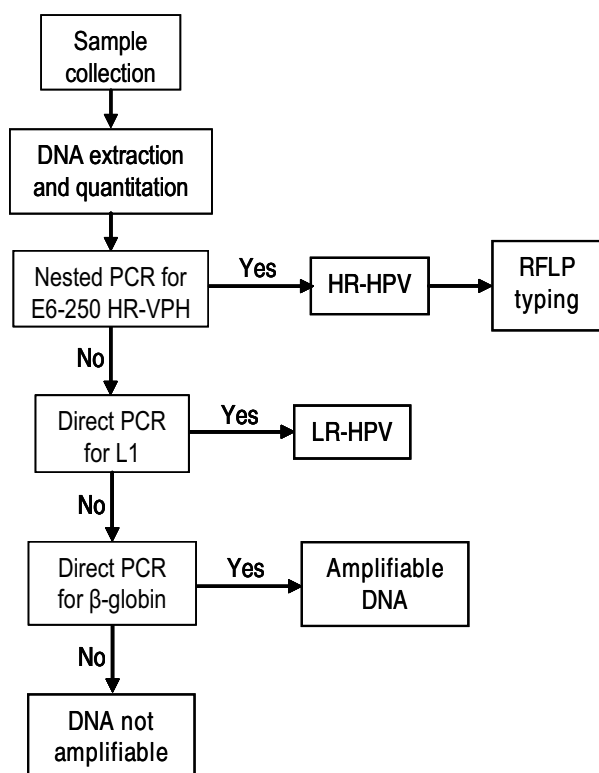 Sample
collection
DNA extraction
and quantitation
Nested PCR for
E6-250 HR-VPH
Yes
HR-HPV
RFLP
typing
No
Direct PCR
for L1
Yes
LR-HPV
No
Direct PCR
for β-globin
Yes
Amplifiable
DNA
No
DNA not
amplifiable